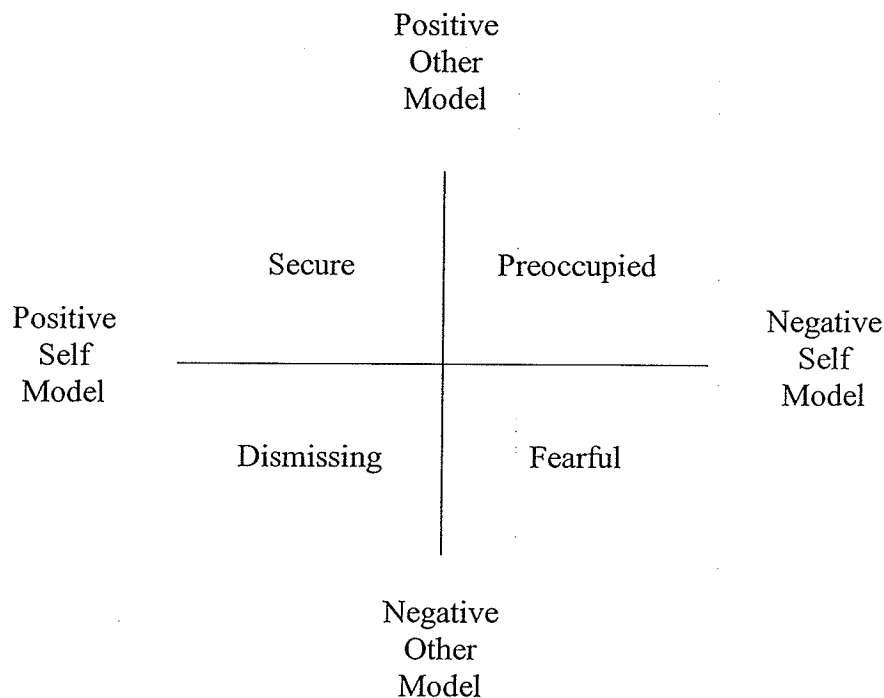 Positive
Other
Model
Secure
Preoccupied
Positive
Self
Model
Negative
Self
Model
Dismissing
Fearful
Negative
Other
Model